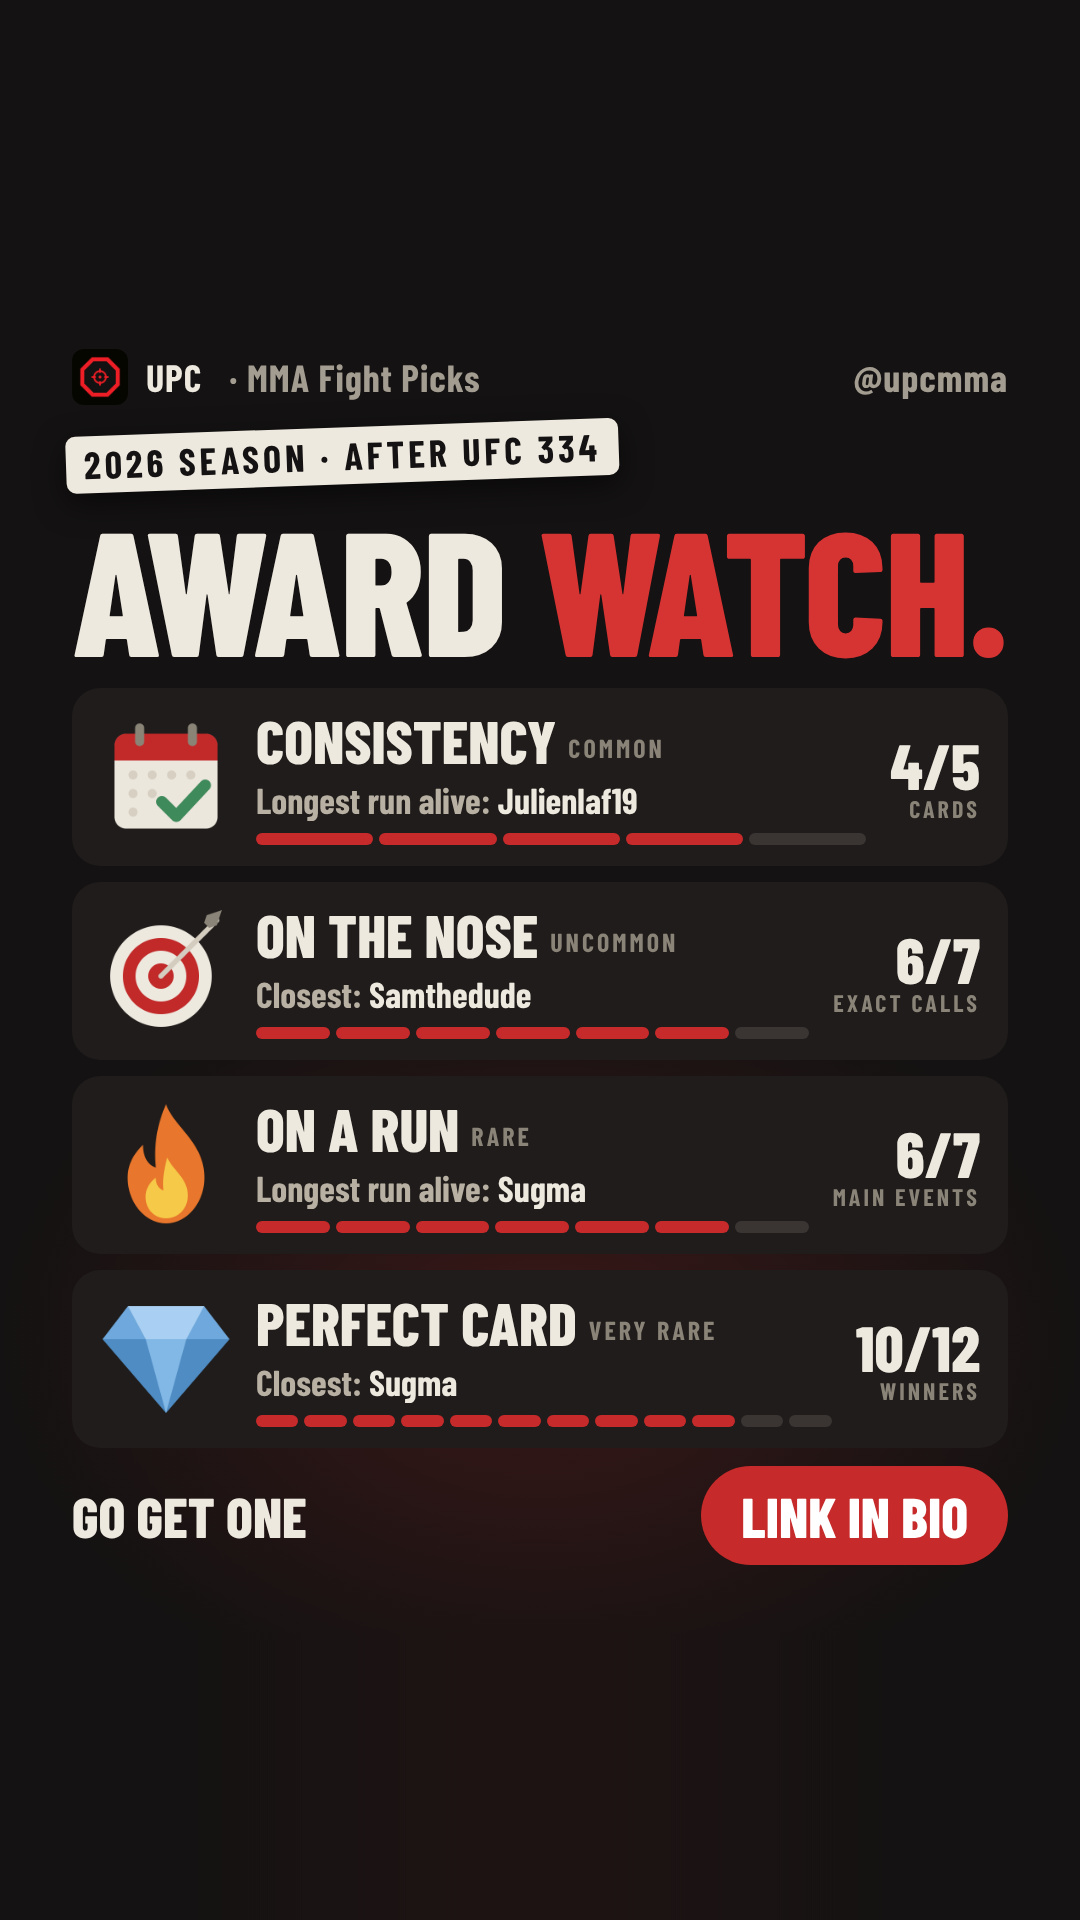 UPC · MMA Fight Picks
@upcmma
2026 SEASON · AFTER UFC 334
AWARD WATCH.
CONSISTENCY COMMON
Longest run alive: Julienlaf19
4/5
CARDS
ON THE NOSE UNCOMMON
Closest: Samthedude
6/7
EXACT CALLS
ON A RUN RARE
Longest run alive: Sugma
6/7
MAIN EVENTS
PERFECT CARD VERY RARE
Closest: Sugma
10/12
WINNERS
GO GET ONE
LINK IN BIO